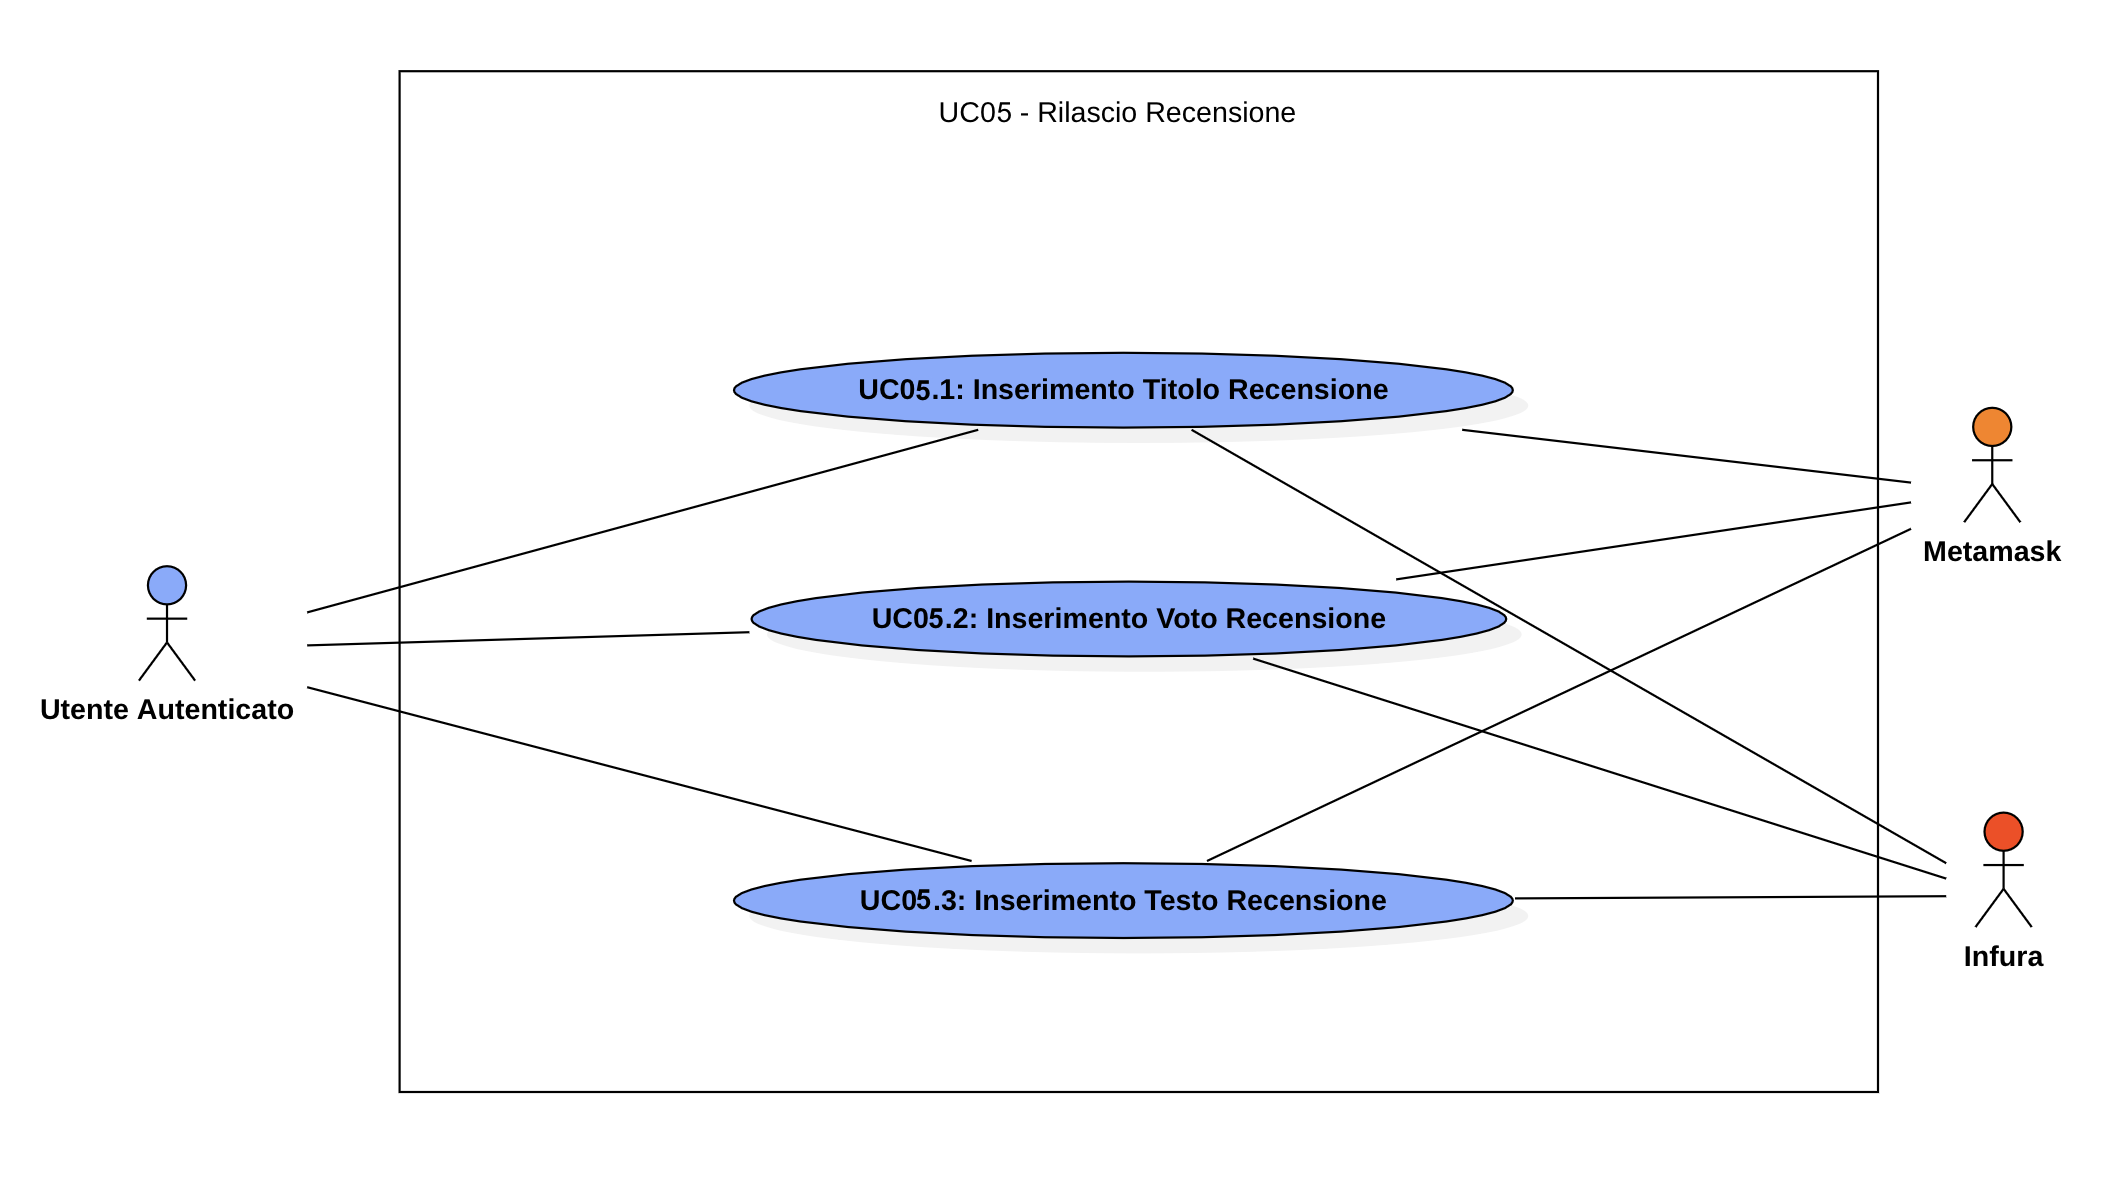 UC05 - Rilascio Recensione
UC05.1: Inserimento Titolo Recensione
Metamask
UC05.2: Inserimento Voto Recensione
Utente Autenticato
UC05.3: Inserimento Testo Recensione
Infura